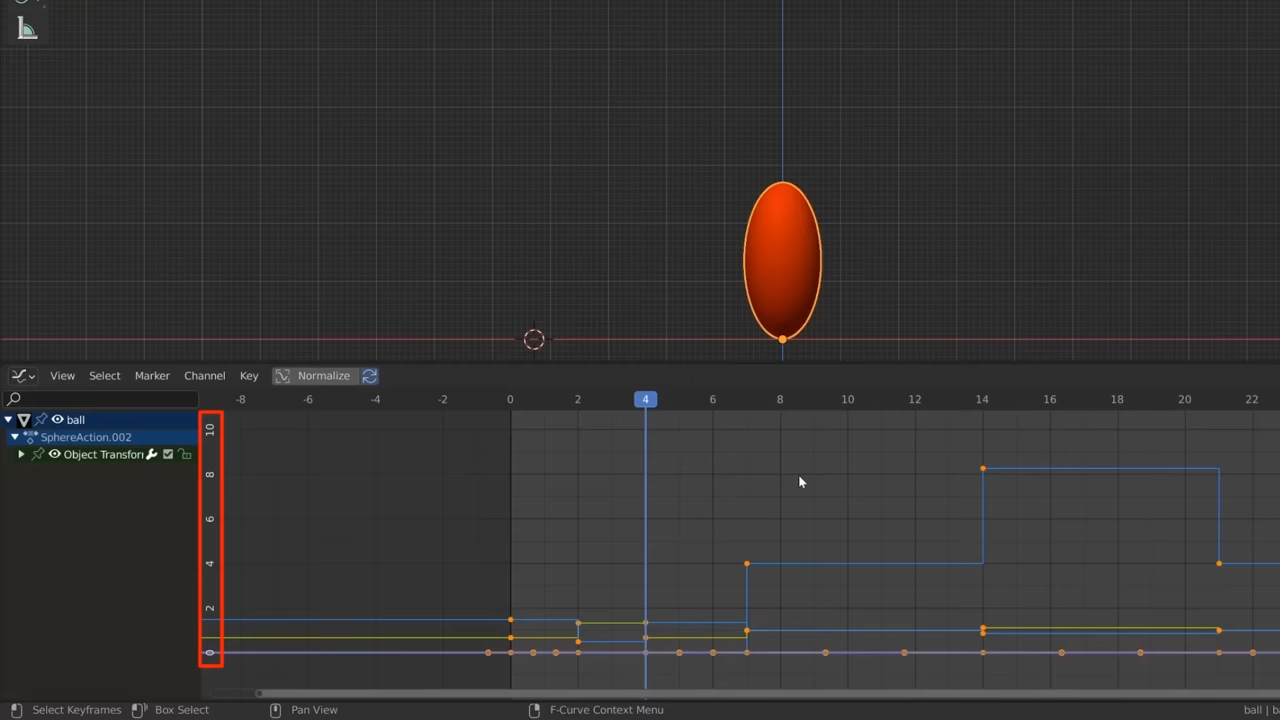 View Select Marker Channel Key Normalize
-8 -6 -4 -2 0 2 4 6 8 10 12 14 16 18 20 22
ball
SphereAction.002
Object Transforn
10
8
6
4
2
0
Select Keyframes Box Select Pan View F-Curve Context Menu ball | ba